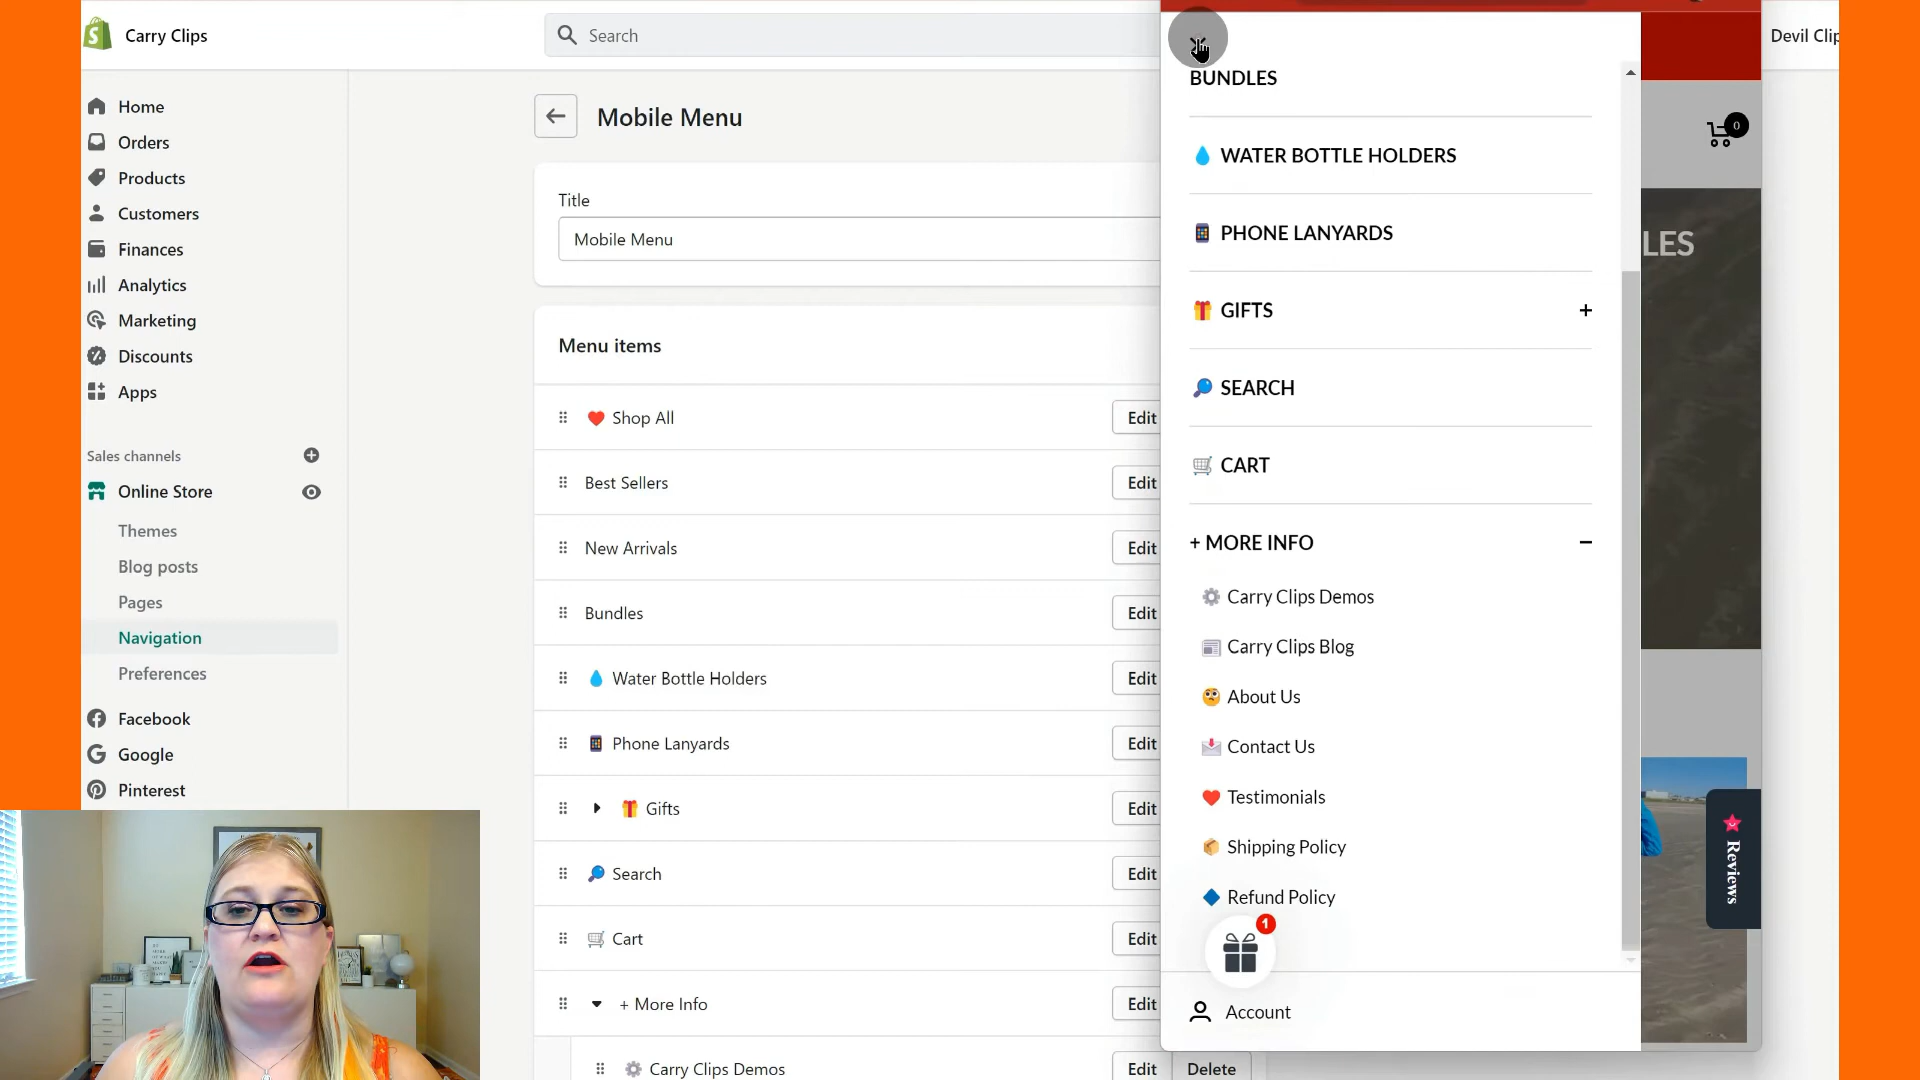 Carry Clips
Search
Devil Clip
Home
Orders
Products
Customers
Finances
Analytics
Marketing
Discounts
Apps
Sales channels
Online Store
Themes
Blog posts
Pages
Navigation
Preferences
Facebook
Google
Pinterest
Mobile Menu
Title
Mobile Menu
Menu items
Shop All Edit
Best Sellers Edit
New Arrivals Edit
Bundles Edit
Water Bottle Holders Edit
Phone Lanyards Edit
Gifts Edit
Search Edit
Cart Edit
+ More Info Edit
Carry Clips Demos Edit Delete
BUNDLES
WATER BOTTLE HOLDERS
PHONE LANYARDS
GIFTS +
SEARCH
CART
+ MORE INFO −
Carry Clips Demos
Carry Clips Blog
About Us
Contact Us
Testimonials
Shipping Policy
Refund Policy
1
Account
0
LES
Reviews